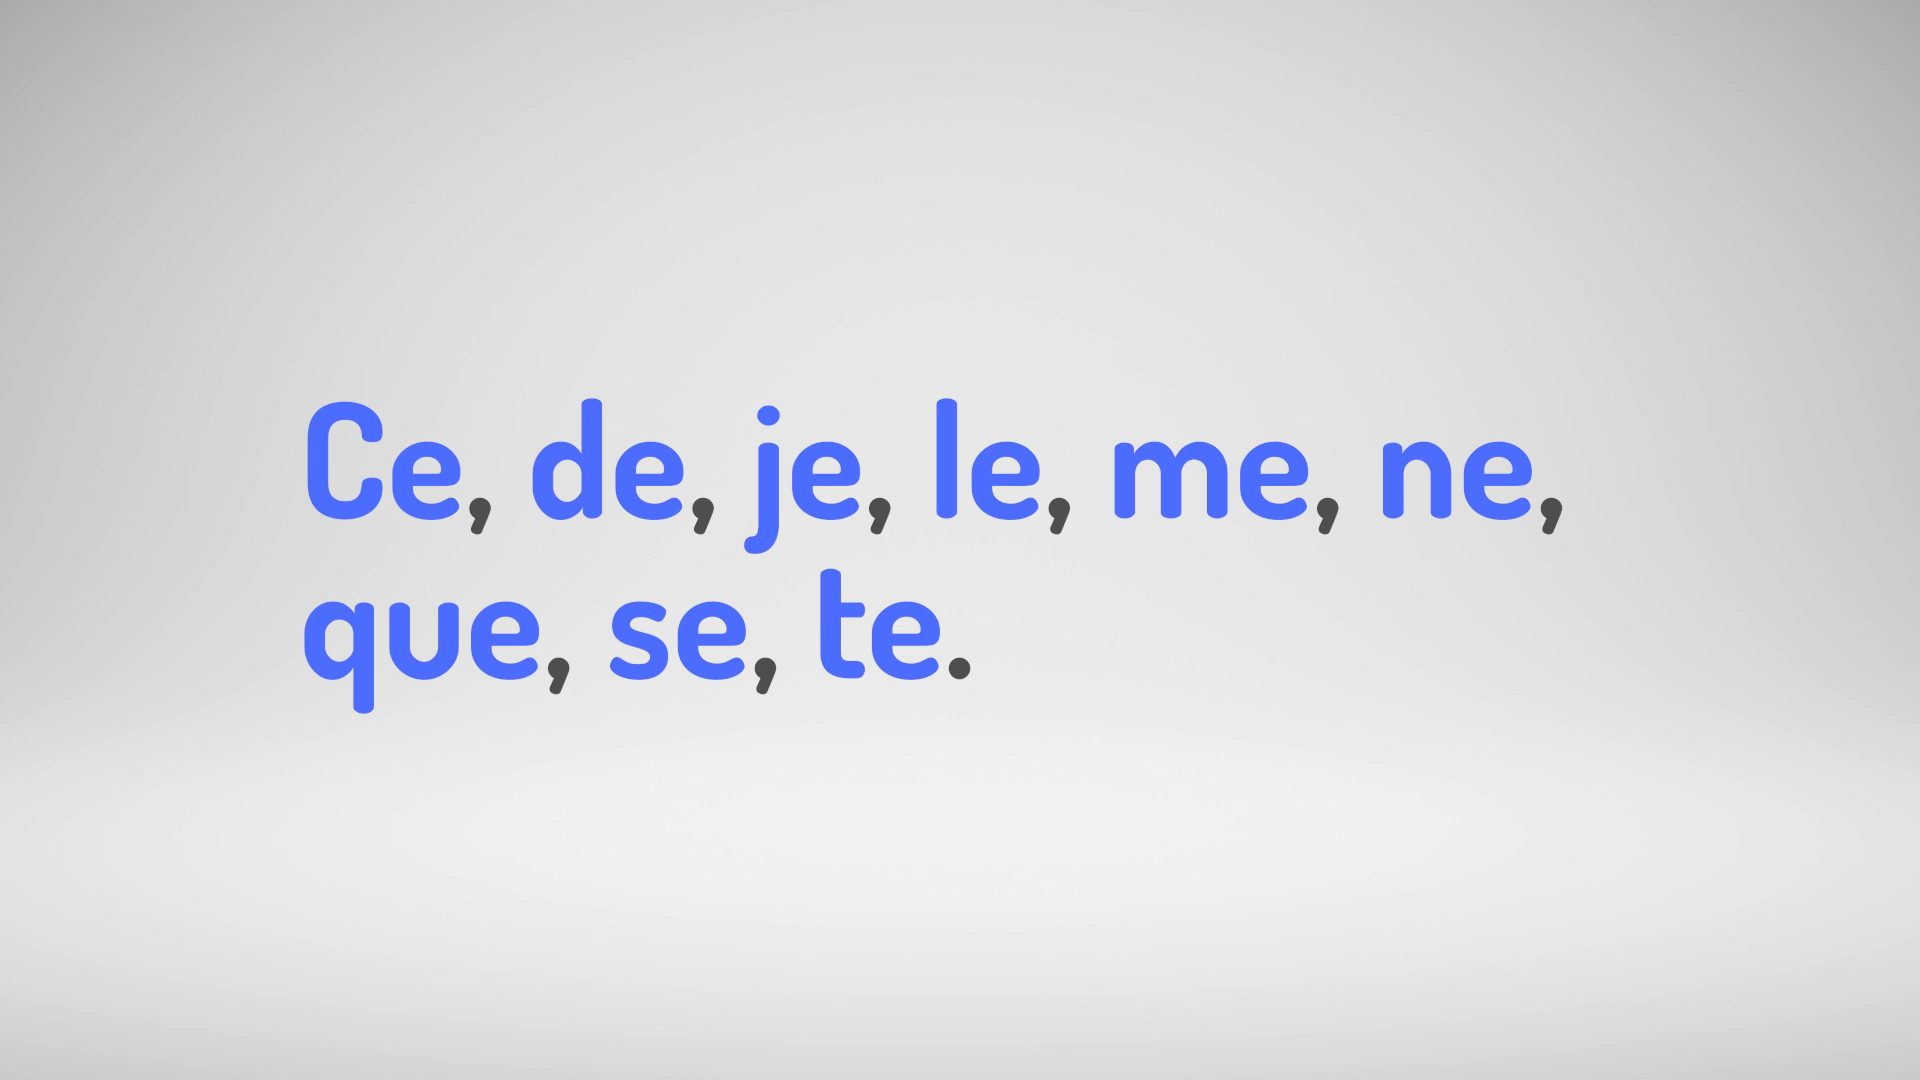 Ce, de, je, le, me, ne,
que, se, te.